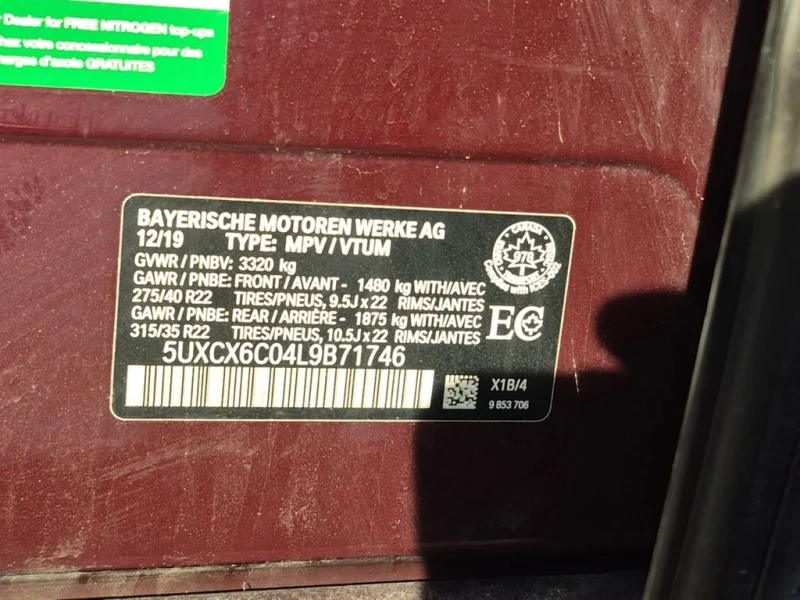 Dealer for FREE NITROGEN top-ups
votre concessionnaire pour des
d'azote GRATUITES
BAYERISCHE MOTOREN WERKE AG
12/19 TYPE: MPV / VTUM
GVWR / PNBV: 3320 kg
GAWR / PNBE: FRONT / AVANT - 1480 kg WITH/AVEC
275/40 R22 TIRES/PNEUS, 9.5J x 22 RIMS/JANTES
GAWR / PNBE: REAR / ARRIÈRE - 1875 kg WITH/AVEC
315/35 R22 TIRES/PNEUS, 10.5J x 22 RIMS/JANTES
5UXCX6C04L9B71746
CANADA
978
EC
X1B/4
9 853 706